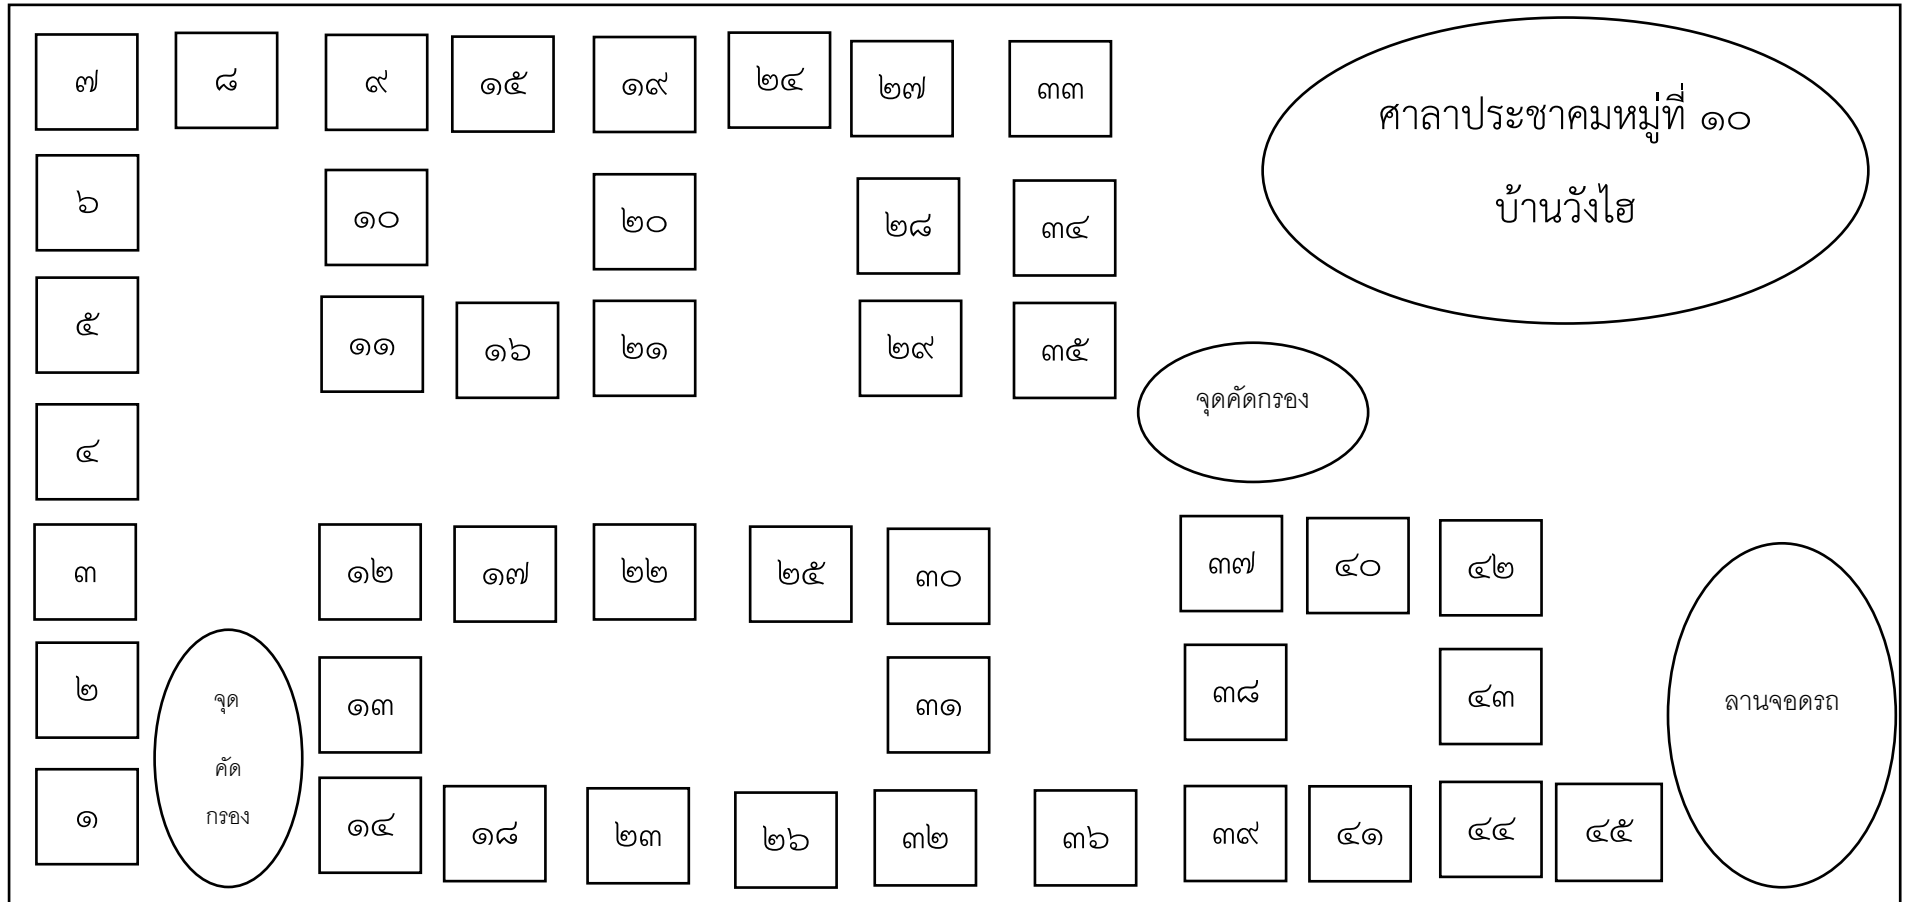 ๗ ๘ ๙ ๑๕ ๑๙ ๒๔ ๒๗ ๓๓
ศาลาประชาคมหมู่ที่ ๑๐
บ้านวังไฮ
๖ ๑๐ ๒๐ ๒๘ ๓๔
๕ ๑๑ ๑๖ ๒๑ ๒๙ ๓๕
จุดคัดกรอง
๔
๓ ๑๒ ๑๗ ๒๒ ๒๕ ๓๐ ๓๗ ๔๐ ๔๒
๒ ๑๓ ๓๑ ๓๘ ๔๓
จุด
คัด
กรอง
ลานจอดรถ
๑ ๑๔ ๑๘ ๒๓ ๒๖ ๓๒ ๓๖ ๓๙ ๔๑ ๔๔ ๔๕